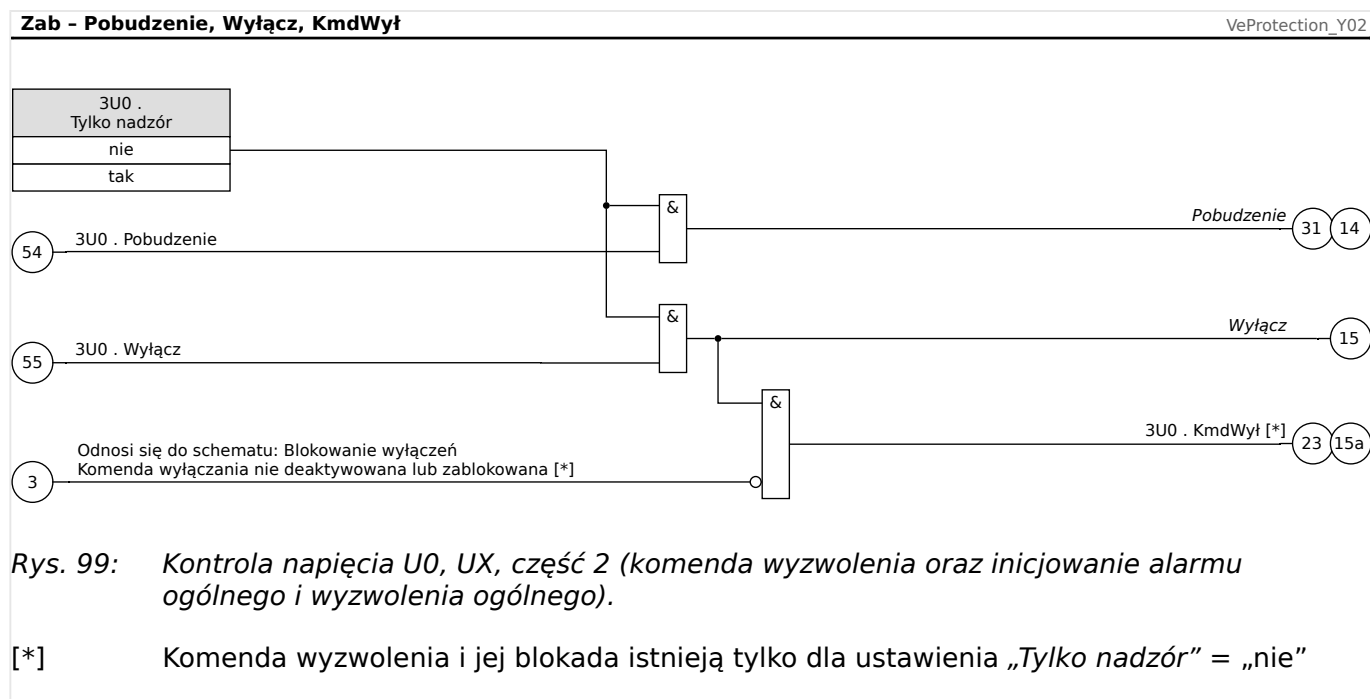 Zab – Pobudzenie, Wyłącz, KmdWył
VeProtection_Y02
3U0 .
Tylko nadzór
nie
tak
&
Pobudzenie
31
14
54
3U0 . Pobudzenie
&
Wyłącz
15
55
3U0 . Wyłącz
&
3U0 . KmdWył [*]
23
15a
Odnosi się do schematu: Blokowanie wyłączeń
Komenda wyłączania nie deaktywowana lub zablokowana [*]
3
Rys. 99: Kontrola napięcia U0, UX, część 2 (komenda wyzwolenia oraz inicjowanie alarmu
ogólnego i wyzwolenia ogólnego).
[*] Komenda wyzwolenia i jej blokada istnieją tylko dla ustawienia „Tylko nadzór” = „nie”